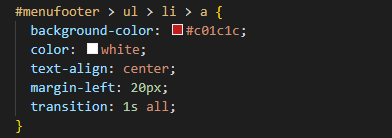 #menufooter > ul > li > a {
background-color: #c01c1c;
color: white;
text-align: center;
margin-left: 20px;
transition: 1s all;
}